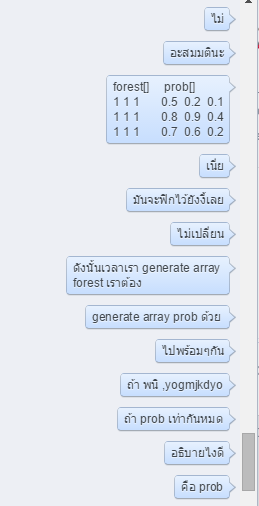 ไม่
อะสมมตินะ
forest[] prob[]
1 1 1 0.5 0.2 0.1
1 1 1 0.8 0.9 0.4
1 1 1 0.7 0.6 0.2
เนี่ย
มันจะฟิกไว้ยังงี้เลย
ไม่เปลี่ยน
ดังนั้นเวลาเรา generate array
forest เราต้อง
generate array prob ด้วย
ไปพร้อมๆกัน
ถ้า พนิ ,yogmjkdyo
ถ้า prob เท่ากันหมด
อธิบายไงดี
คือ prob